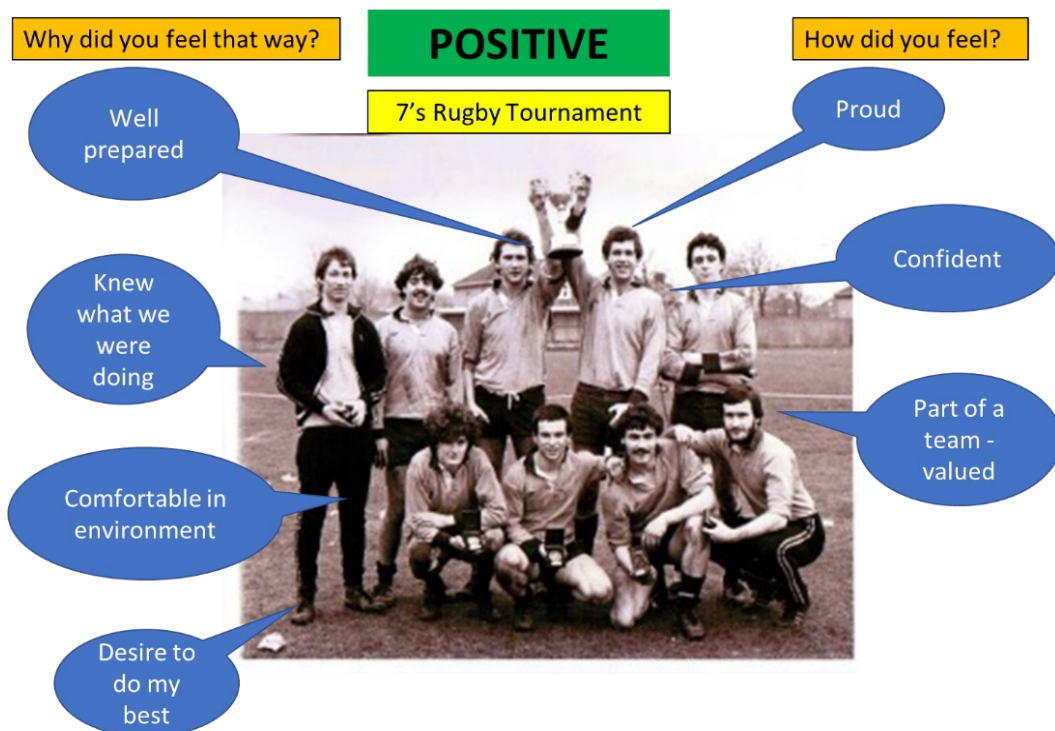 Why did you feel that way?
POSITIVE
How did you feel?
7's Rugby Tournament
Well
prepared
Proud
Knew
what we
were
doing
Confident
Comfortable in
environment
Part of a
team -
valued
Desire to
do my
best